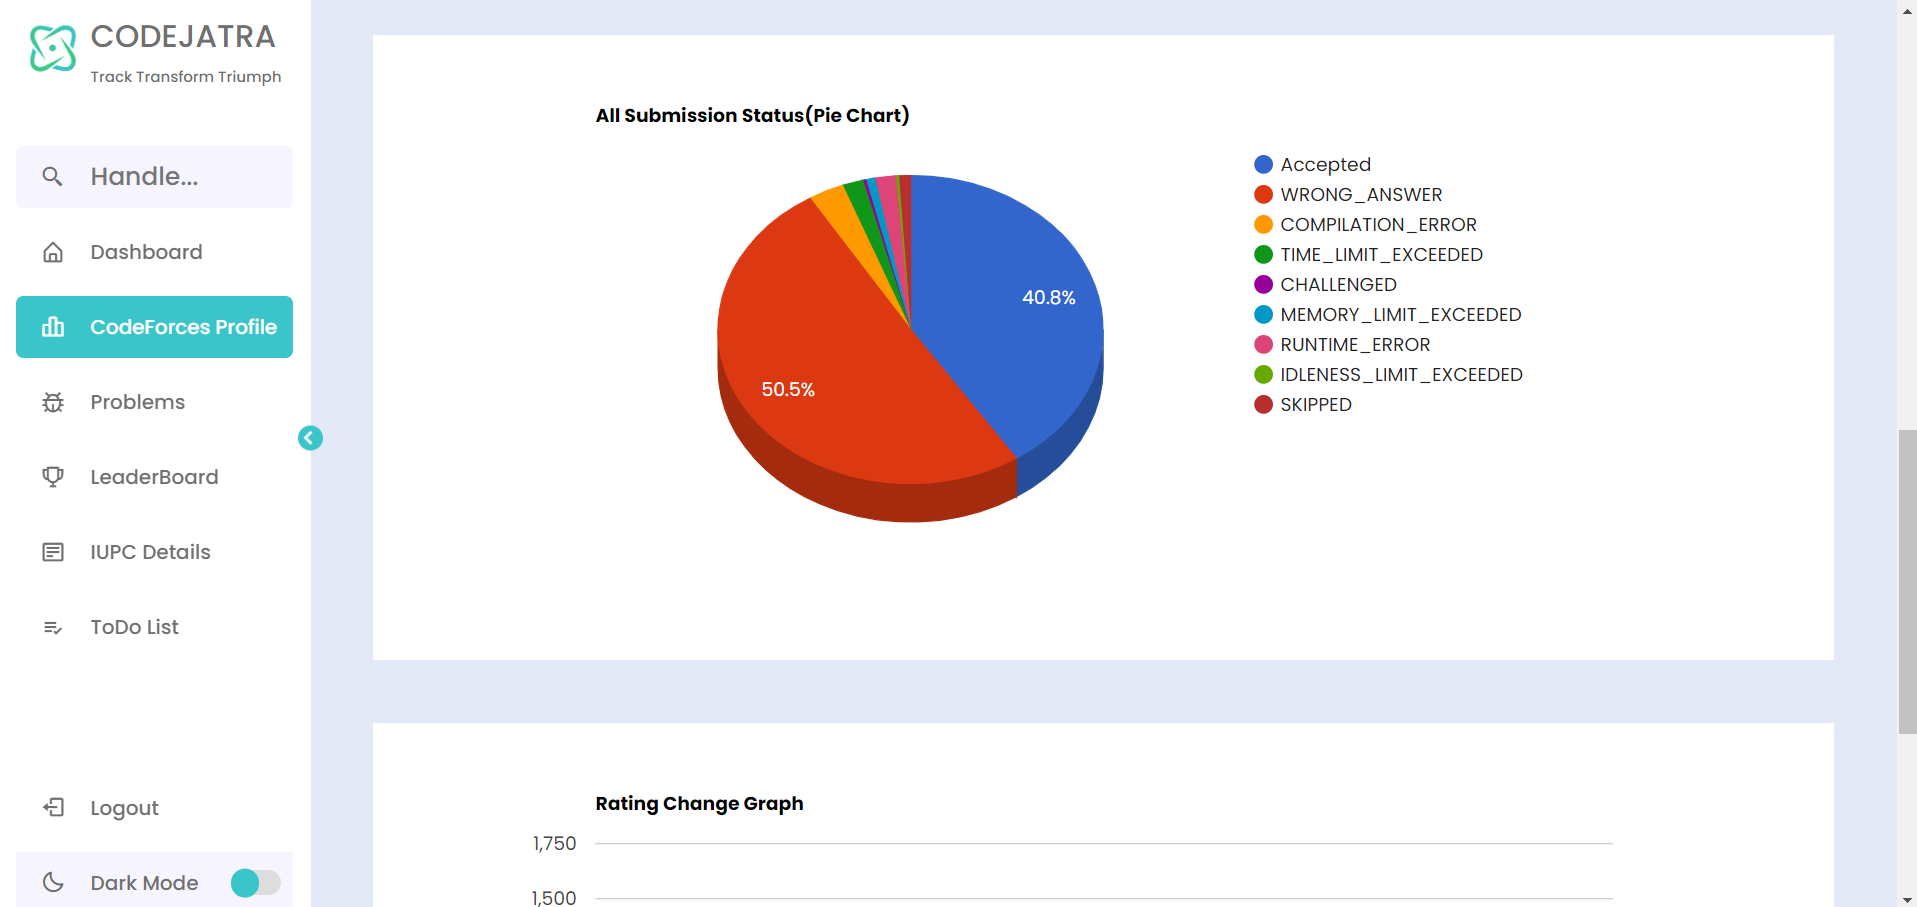 CODEJATRA
Track Transform Triumph
Handle...
Dashboard
CodeForces Profile
Problems
LeaderBoard
IUPC Details
ToDo List
Logout
Dark Mode
All Submission Status(Pie Chart)
40.8%
50.5%
Accepted
WRONG_ANSWER
COMPILATION_ERROR
TIME_LIMIT_EXCEEDED
CHALLENGED
MEMORY_LIMIT_EXCEEDED
RUNTIME_ERROR
IDLENESS_LIMIT_EXCEEDED
SKIPPED
Rating Change Graph
1,750
1,500